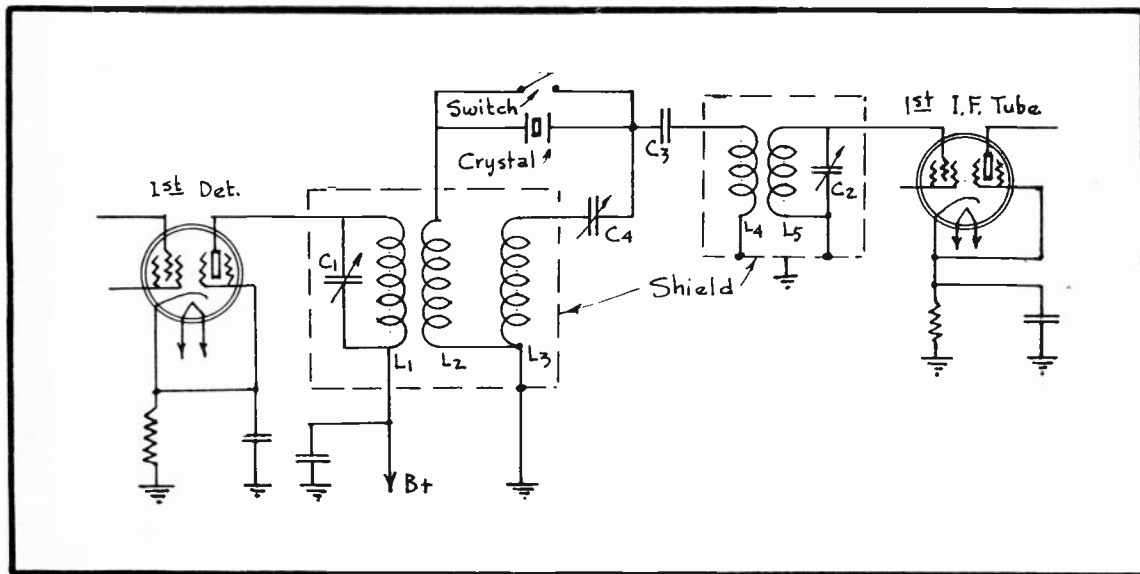 Switch
1st I.F. Tube
Crystal
C3
1st Det.
C4
C2
L4
L5
C1
Shield
L1
L2
L3
B+